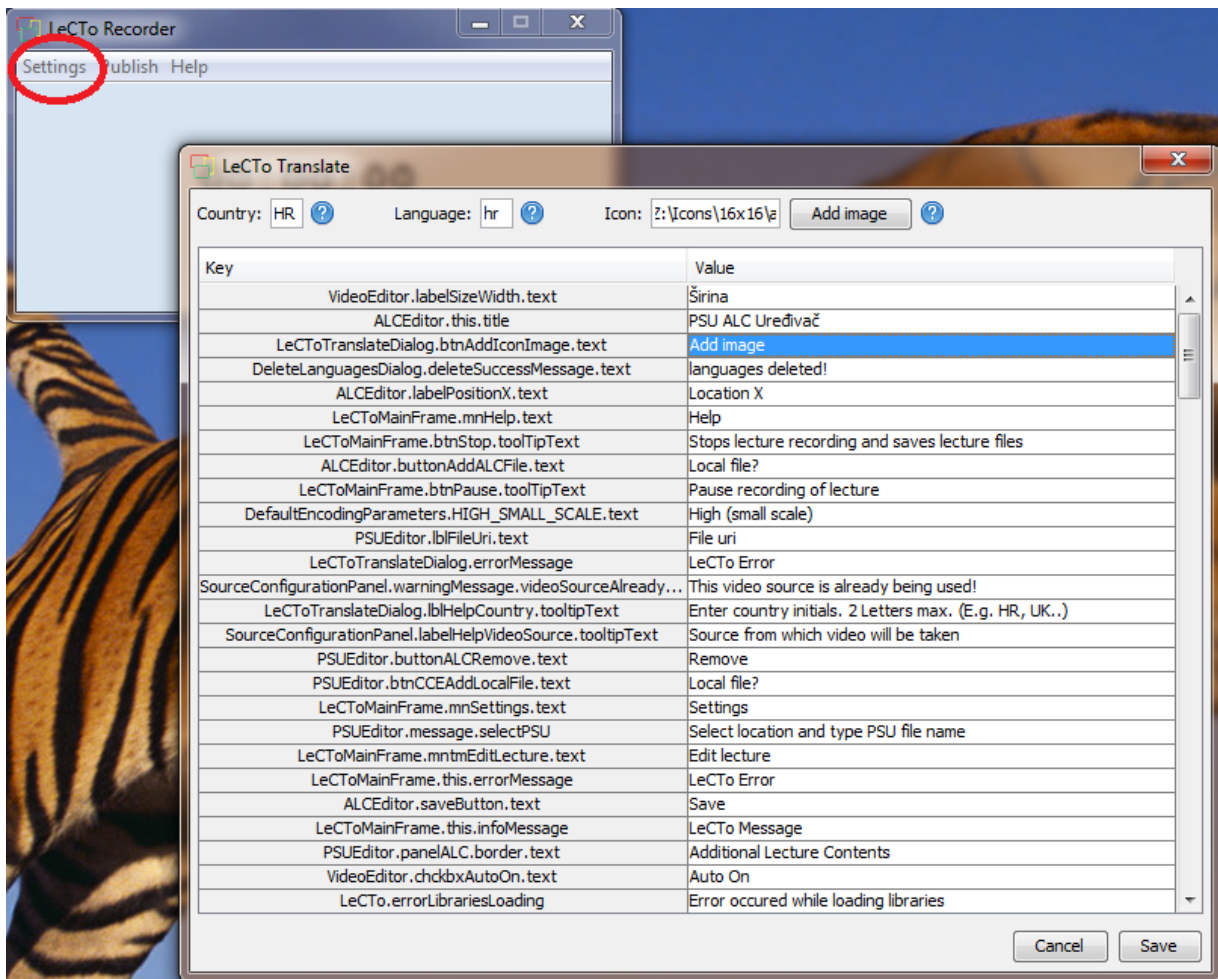 LeCTo Recorder
Settings Publish Help
LeCTo Translate
Country: HR Language: hr Icon: Z:\Icons\16x16\a Add image
Key Value
VideoEditor.labelSizeWidth.text Širina
ALCEditor.this.title PSU ALC Uređivač
LeCToTranslateDialog.btnAddIconImage.text Add image
DeleteLanguagesDialog.deleteSuccessMessage.text languages deleted!
ALCEditor.labelPositionX.text Location X
LeCToMainFrame.mnHelp.text Help
LeCToMainFrame.btnStop.toolTipText Stops lecture recording and saves lecture files
ALCEditor.buttonAddALCFile.text Local file?
LeCToMainFrame.btnPause.toolTipText Pause recording of lecture
DefaultEncodingParameters.HIGH_SMALL_SCALE.text High (small scale)
PSUEditor.lblFileUri.text File uri
LeCToTranslateDialog.errorMessage LeCTo Error
SourceConfigurationPanel.warningMessage.videoSourceAlready... This video source is already being used!
LeCToTranslateDialog.lblHelpCountry.tooltipText Enter country initials. 2 Letters max. (E.g. HR, UK..)
SourceConfigurationPanel.labelHelpVideoSource.tooltipText Source from which video will be taken
PSUEditor.buttonALCRemove.text Remove
PSUEditor.btnCCEAddLocalFile.text Local file?
LeCToMainFrame.mnSettings.text Settings
PSUEditor.message.selectPSU Select location and type PSU file name
LeCToMainFrame.mntmEditLecture.text Edit lecture
LeCToMainFrame.this.errorMessage LeCTo Error
ALCEditor.saveButton.text Save
LeCToMainFrame.this.infoMessage LeCTo Message
PSUEditor.panelALC.border.text Additional Lecture Contents
VideoEditor.chckbxAutoOn.text Auto On
LeCTo.errorLibrariesLoading Error occured while loading libraries
Cancel Save